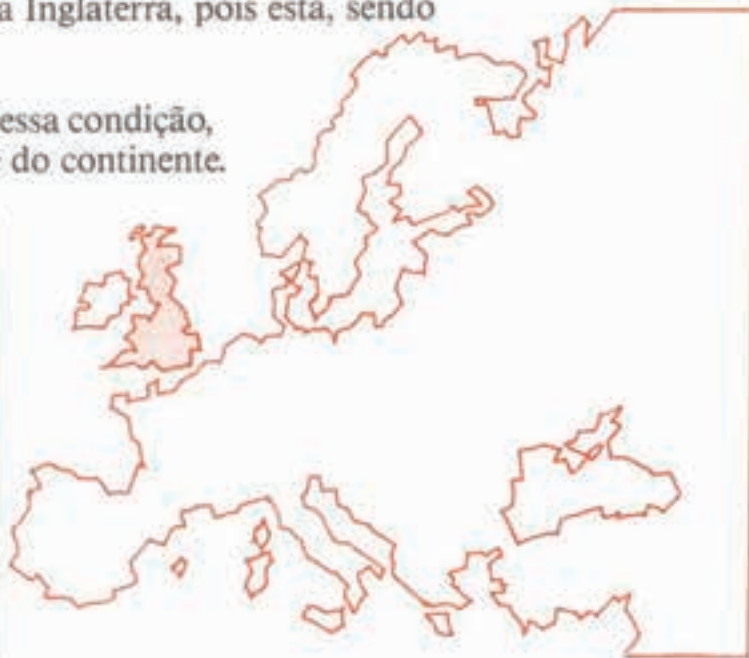 a Inglaterra, pois esta, sendo
essa condição,
do continente.